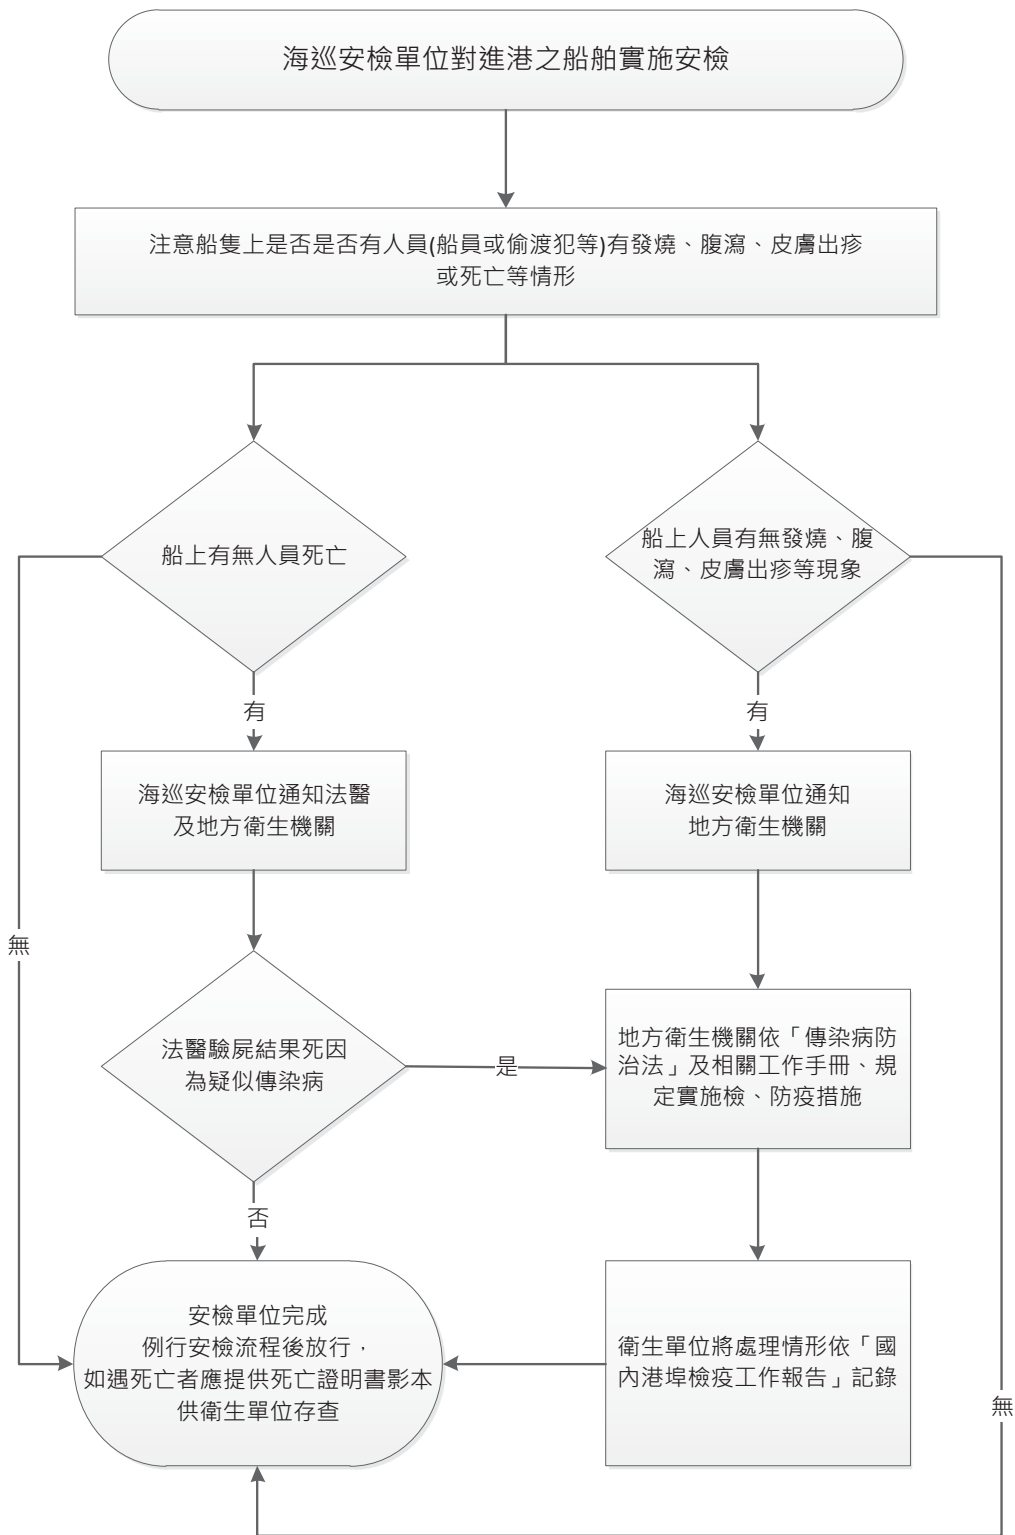 海巡安檢單位對進港之船舶實施安檢
注意船隻上是否是否有人員(船員或偷渡犯等)有發燒、腹瀉、皮膚出疹
或死亡等情形
船上有無人員死亡
船上人員有無發燒、腹
瀉、皮膚出疹等現象
有
有
海巡安檢單位通知法醫
及地方衛生機關
海巡安檢單位通知
地方衛生機關
無
法醫驗屍結果死因
為疑似傳染病
是
地方衛生機關依「傳染病防
治法」及相關工作手冊、規
定實施檢、防疫措施
否
安檢單位完成
例行安檢流程後放行，
如遇死亡者應提供死亡證明書影本
供衛生單位存查
衛生單位將處理情形依「國
內港埠檢疫工作報告」記錄
無